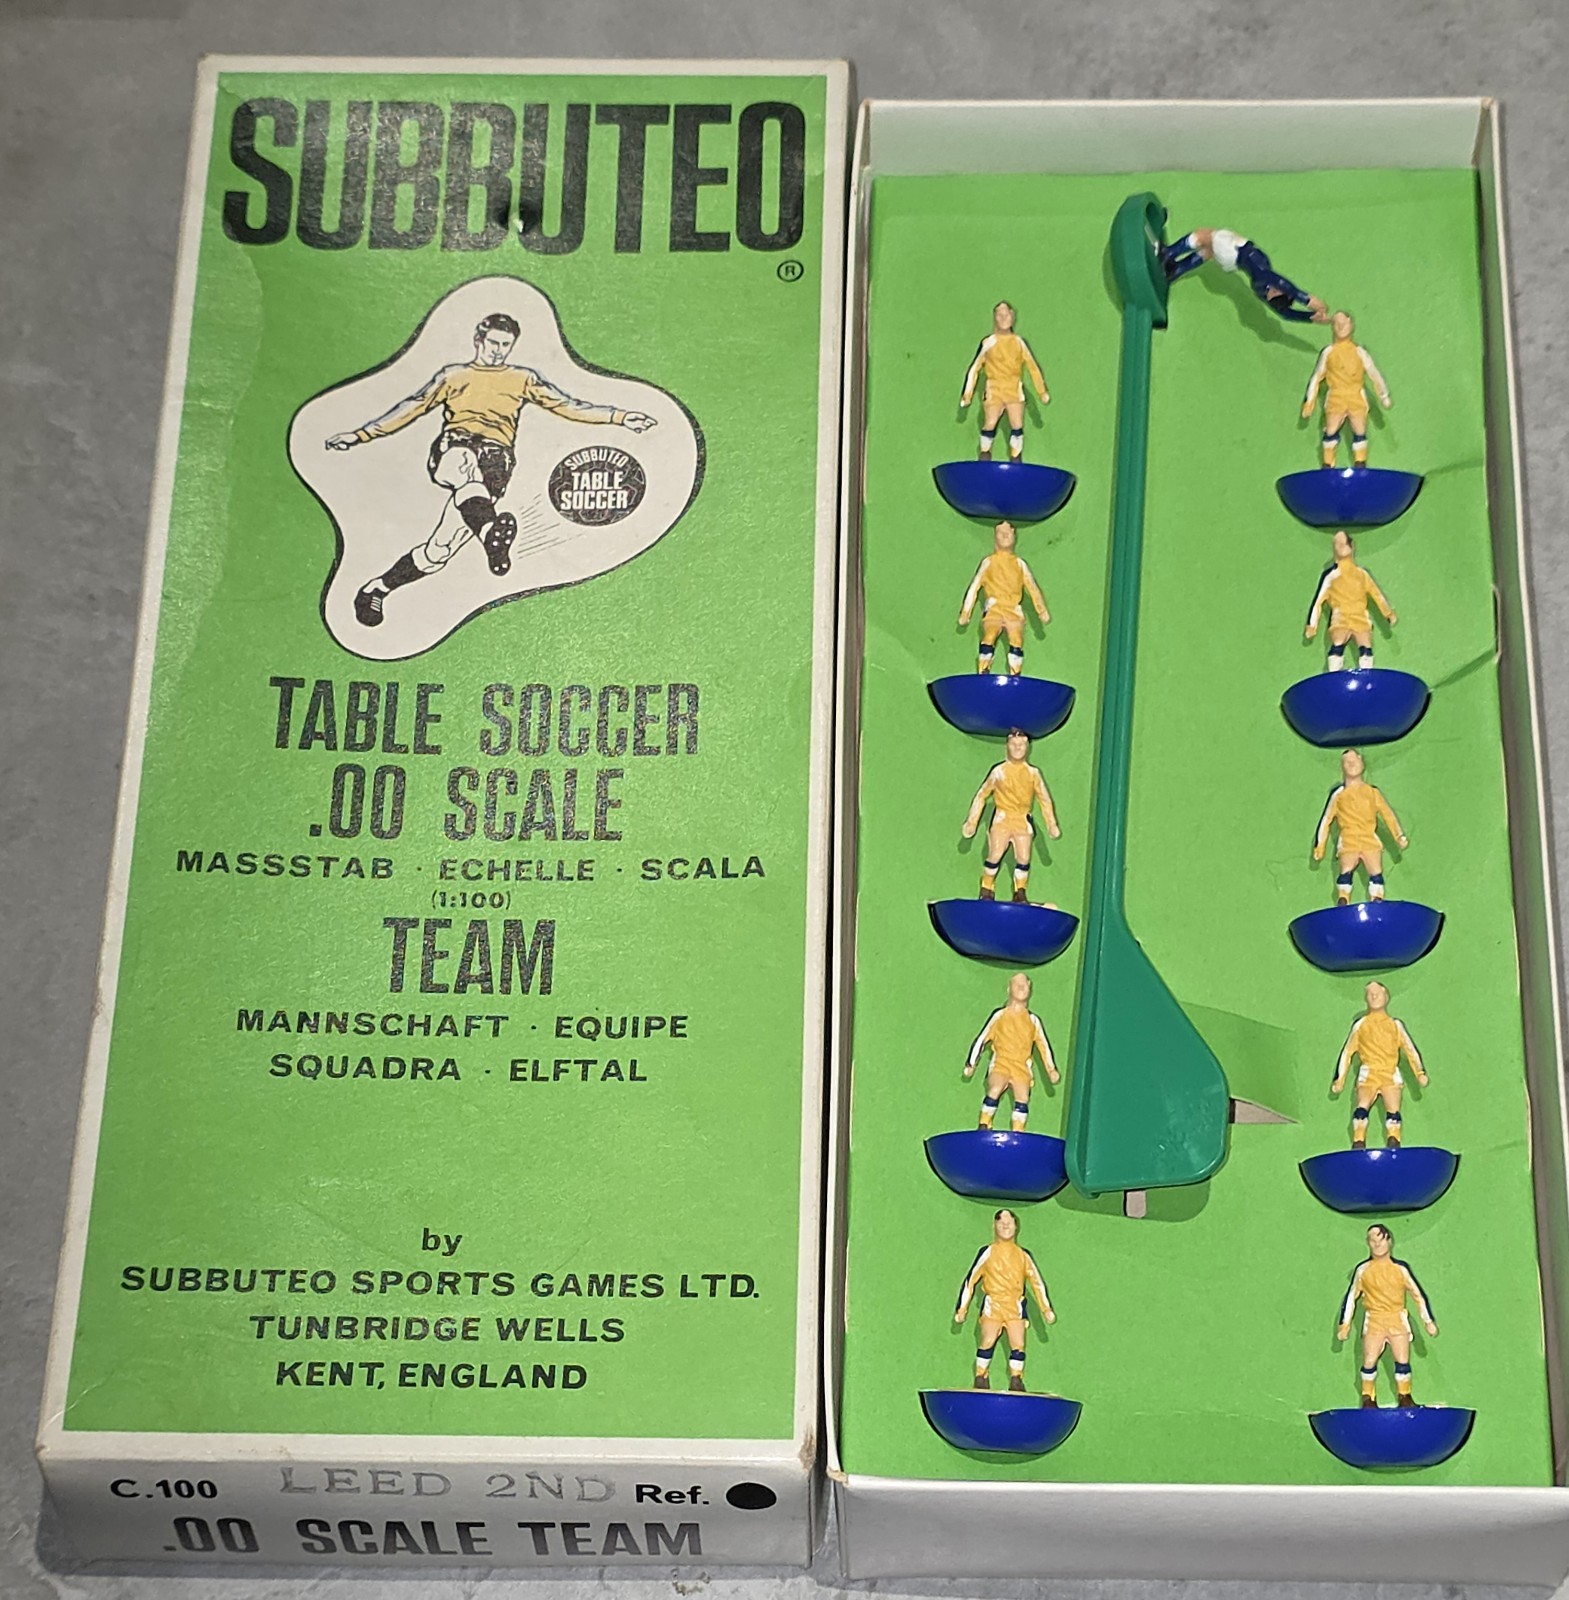 SUBBUTEO
®
SUBBUTEO
TABLE
SOCCER
TABLE SOCCER
.00 SCALE
MASSSTAB · ECHELLE · SCALA
(1:100)
TEAM
MANNSCHAFT · EQUIPE
SQUADRA · ELFTAL
by
SUBBUTEO SPORTS GAMES LTD.
TUNBRIDGE WELLS
KENT, ENGLAND
C.100 LEED 2ND Ref.
.00 SCALE TEAM